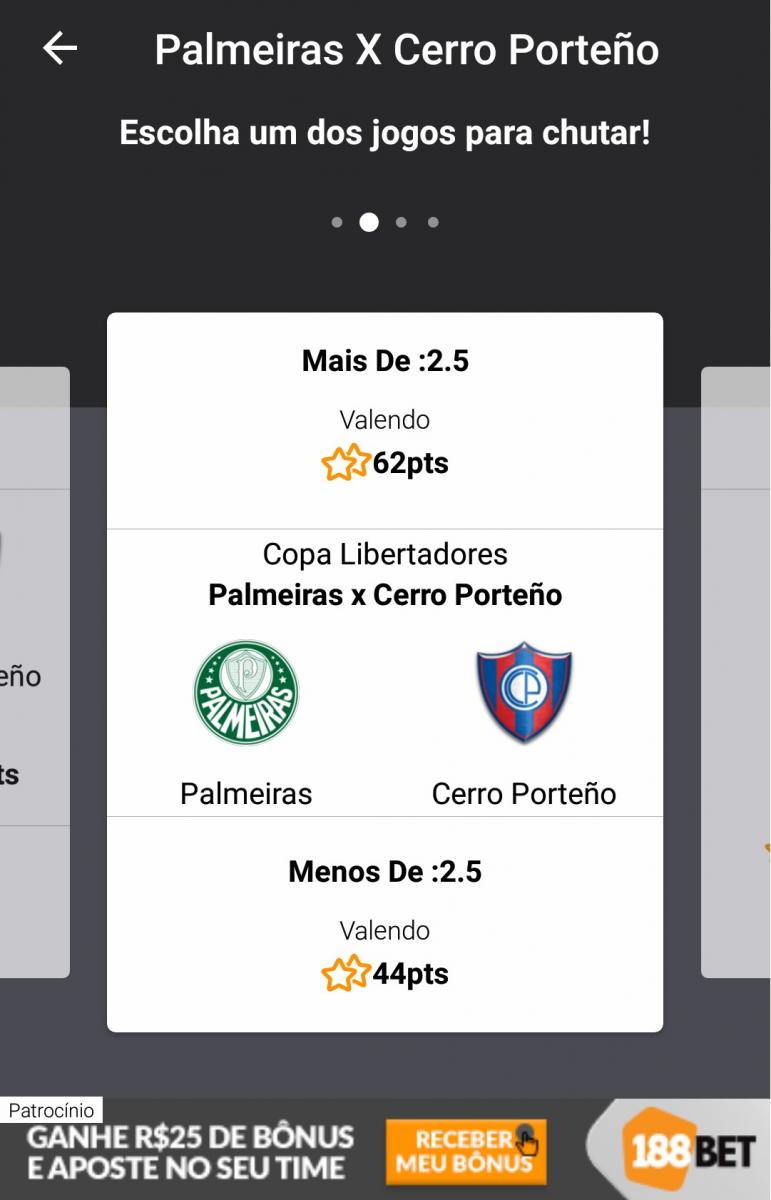 Palmeiras X Cerro Porteño
Escolha um dos jogos para chutar!
Mais De :2.5
Valendo
62pts
Copa Libertadores
Palmeiras x Cerro Porteño
P
PALMEIRAS
CP
Palmeiras
Cerro Porteño
Menos De :2.5
Valendo
44pts
eño
ts
Patrocínio
GANHE R$25 DE BÔNUS
E APOSTE NO SEU TIME
RECEBER
MEU BÔNUS
188BET